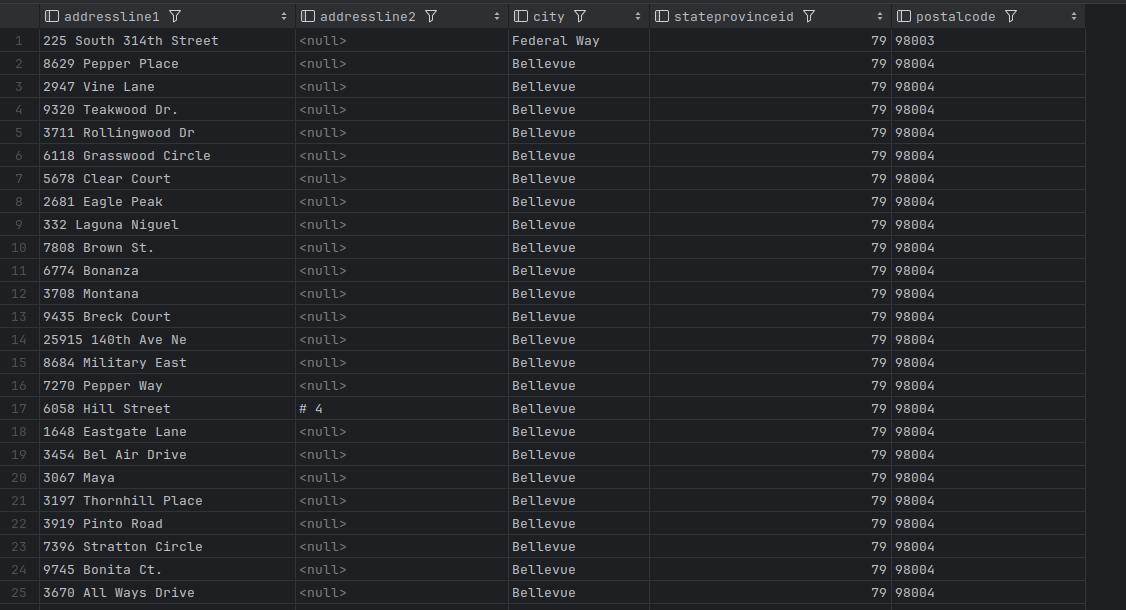 addressline1 addressline2 city stateprovinceid postalcode
1 225 South 314th Street <null> Federal Way 79 98003
2 8629 Pepper Place <null> Bellevue 79 98004
3 2947 Vine Lane <null> Bellevue 79 98004
4 9320 Teakwood Dr. <null> Bellevue 79 98004
5 3711 Rollingwood Dr <null> Bellevue 79 98004
6 6118 Grasswood Circle <null> Bellevue 79 98004
7 5678 Clear Court <null> Bellevue 79 98004
8 2681 Eagle Peak <null> Bellevue 79 98004
9 332 Laguna Niguel <null> Bellevue 79 98004
10 7808 Brown St. <null> Bellevue 79 98004
11 6774 Bonanza <null> Bellevue 79 98004
12 3708 Montana <null> Bellevue 79 98004
13 9435 Breck Court <null> Bellevue 79 98004
14 25915 140th Ave Ne <null> Bellevue 79 98004
15 8684 Military East <null> Bellevue 79 98004
16 7270 Pepper Way <null> Bellevue 79 98004
17 6058 Hill Street # 4 Bellevue 79 98004
18 1648 Eastgate Lane <null> Bellevue 79 98004
19 3454 Bel Air Drive <null> Bellevue 79 98004
20 3067 Maya <null> Bellevue 79 98004
21 3197 Thornhill Place <null> Bellevue 79 98004
22 3919 Pinto Road <null> Bellevue 79 98004
23 7396 Stratton Circle <null> Bellevue 79 98004
24 9745 Bonita Ct. <null> Bellevue 79 98004
25 3670 All Ways Drive <null> Bellevue 79 98004